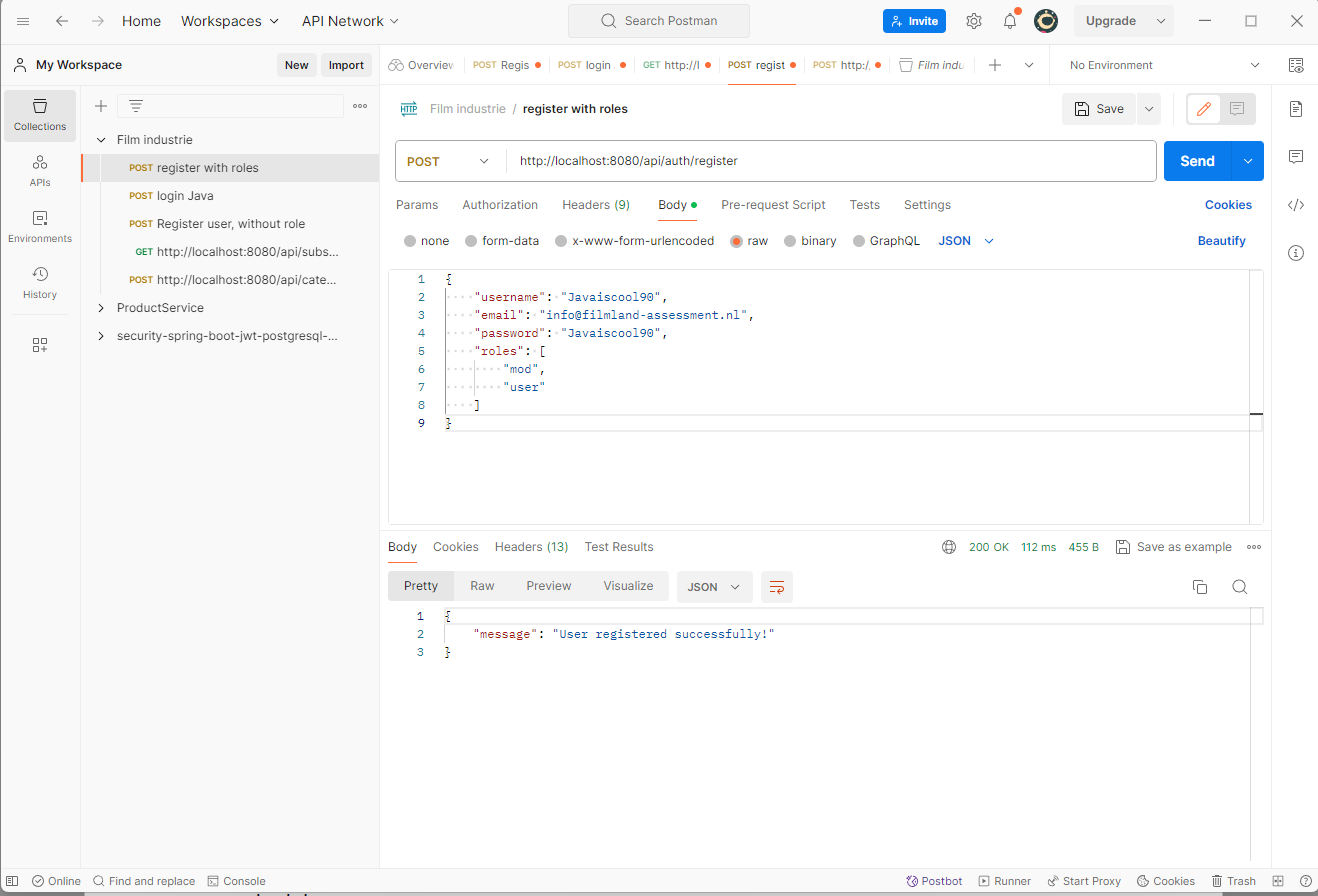 Home Workspaces API Network Search Postman Invite Upgrade
My Workspace New Import Overview POST Regis POST login GET http://l POST regist POST http:/ Film indu No Environment
Collections
APIs
Environments
History
Film industrie
POST register with roles
POST login Java
POST Register user, without role
GET http://localhost:8080/api/subs...
POST http://localhost:8080/api/cate...
ProductService
security-spring-boot-jwt-postgresql-...
HTTP Film industrie / register with roles Save
POST http://localhost:8080/api/auth/register Send
Params Authorization Headers (9) Body Pre-request Script Tests Settings Cookies
none form-data x-www-form-urlencoded raw binary GraphQL JSON Beautify
1 {
2 "username": "Javaiscool90",
3 "email": "info@filmland-assessment.nl",
4 "password": "Javaiscool90",
5 "roles": [
6 "mod",
7 "user"
8 ]
9 }
Body Cookies Headers (13) Test Results 200 OK 112 ms 455 B Save as example
Pretty Raw Preview Visualize JSON
1 {
2 "message": "User registered successfully!"
3 }
Online Find and replace Console Postbot Runner Start Proxy Cookies Trash